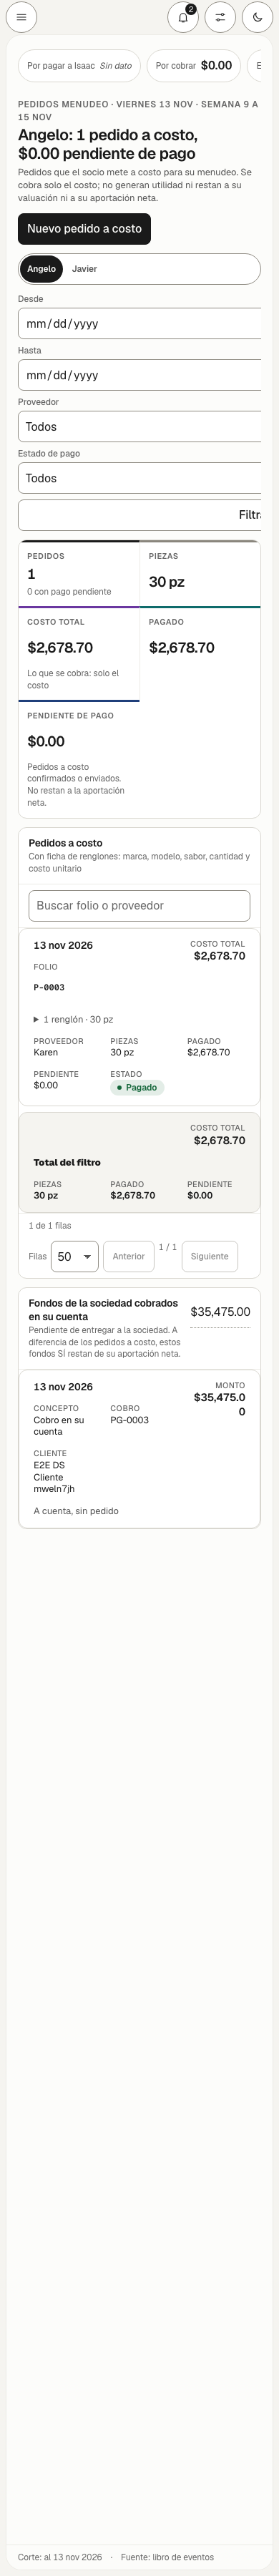 2
Por pagar a Isaac Sin dato
Por cobrar $0.00
E
PEDIDOS MENUDEO · VIERNES 13 NOV · SEMANA 9 A
15 NOV
Angelo: 1 pedido a costo,
$0.00 pendiente de pago
Pedidos que el socio mete a costo para su menudeo. Se
cobra solo el costo; no generan utilidad ni restan a su
valuación ni a su aportación neta.
Nuevo pedido a costo
Angelo Javier
Desde
mm/dd/yyyy
Hasta
mm/dd/yyyy
Proveedor
Todos
Estado de pago
Todos
Filtra
PEDIDOS
1
0 con pago pendiente
PIEZAS
30 pz
COSTO TOTAL
$2,678.70
Lo que se cobra: solo el
costo
PAGADO
$2,678.70
PENDIENTE DE PAGO
$0.00
Pedidos a costo
confirmados o enviados.
No restan a la aportación
neta.
Pedidos a costo
Con ficha de renglones: marca, modelo, sabor, cantidad y
costo unitario
Buscar folio o proveedor
13 nov 2026
COSTO TOTAL
$2,678.70
FOLIO
P-0003
▶ 1 renglón · 30 pz
PROVEEDOR PIEZAS PAGADO
Karen 30 pz $2,678.70
PENDIENTE ESTADO
$0.00 Pagado
COSTO TOTAL
$2,678.70
Total del filtro
PIEZAS PAGADO PENDIENTE
30 pz $2,678.70 $0.00
1 de 1 filas
Filas 50 Anterior 1 / 1 Siguiente
Fondos de la sociedad cobrados
en su cuenta
$35,475.00
Pendiente de entregar a la sociedad. A
diferencia de los pedidos a costo, estos
fondos SÍ restan de su aportación neta.
13 nov 2026
MONTO
$35,475.0
0
CONCEPTO COBRO
Cobro en su PG-0003
cuenta
CLIENTE
E2E DS
Cliente
mweln7jh
A cuenta, sin pedido
Corte: al 13 nov 2026 · Fuente: libro de eventos